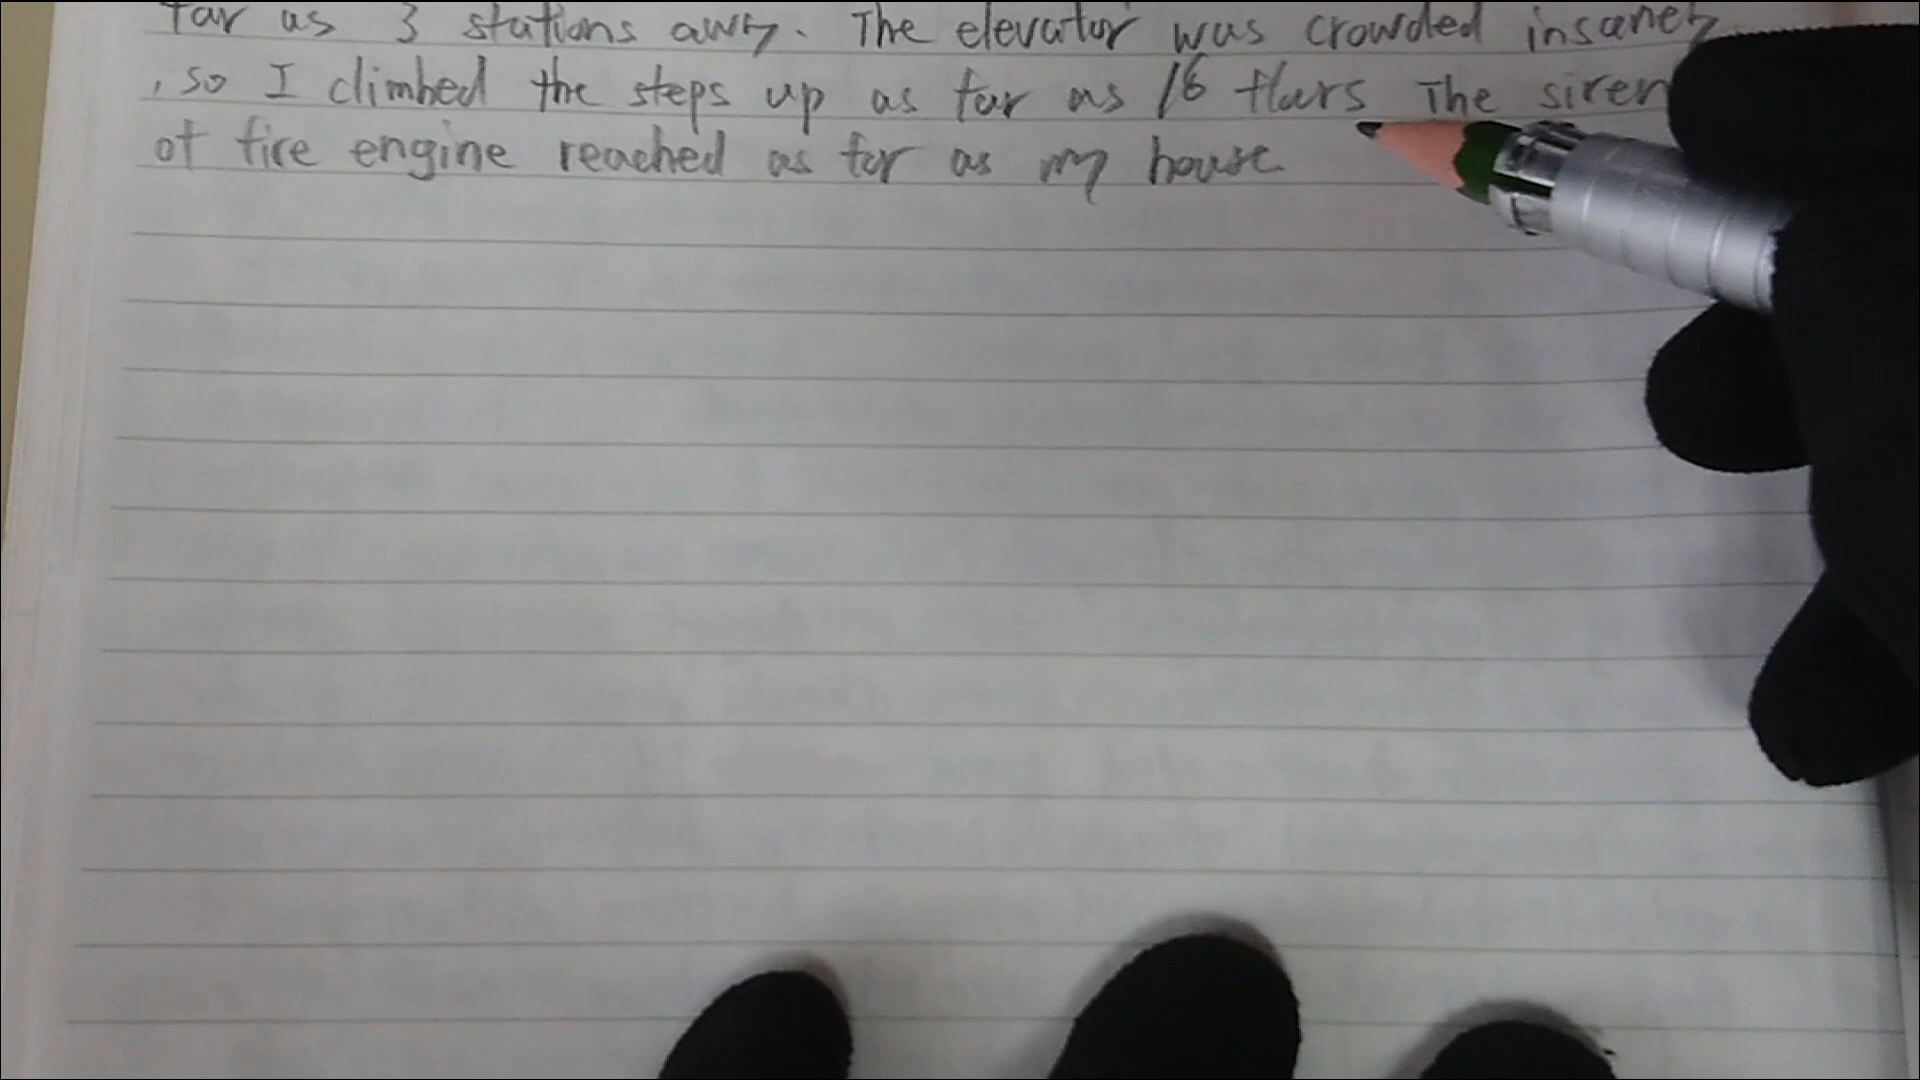 far as 3 stations away. The elevator was crowded insanely
, so I climbed the steps up as far as 16 floors The siren
of fire engine reached as far as my house